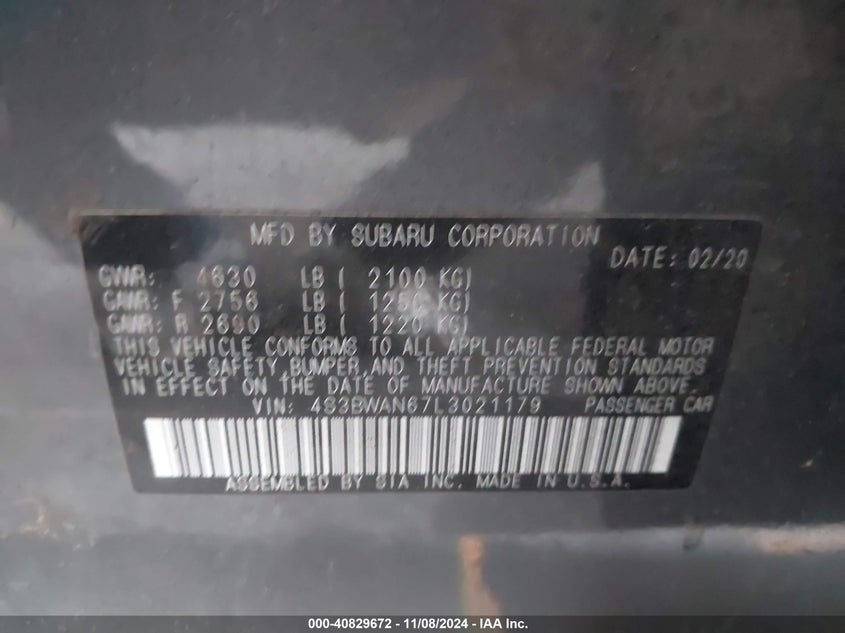 MFD BY SUBARU CORPORATION
DATE: 02/20
GVWR: 4630 LB ( 2100 KG)
GAWR: F 2756 LB ( 1250 KG)
GAWR: R 2690 LB ( 1220 KG)
THIS VEHICLE CONFORMS TO ALL APPLICABLE FEDERAL MOTOR
VEHICLE SAFETY,BUMPER,AND THEFT PREVENTION STANDARDS
IN EFFECT ON THE DATE OF MANUFACTURE SHOWN ABOVE.
VIN: 4S3BWAN67L3021179 PASSENGER CAR
ASSEMBLED BY SIA INC. MADE IN U.S.A.
000-40829672 - 11/08/2024 - IAA Inc.